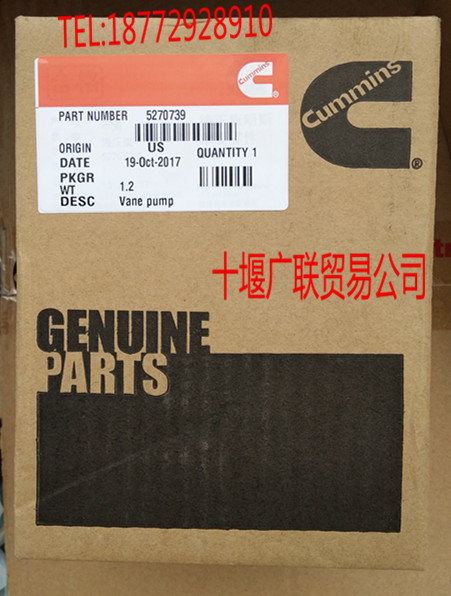 TEL:18772928910
Cummins
Cummins
®
PART NUMBER 5270739
ORIGIN US QUANTITY 1
DATE 19-Oct-2017
PKGR
WT 1.2
DESC Vane pump
十堰广联贸易公司
GENUINE
PARTS